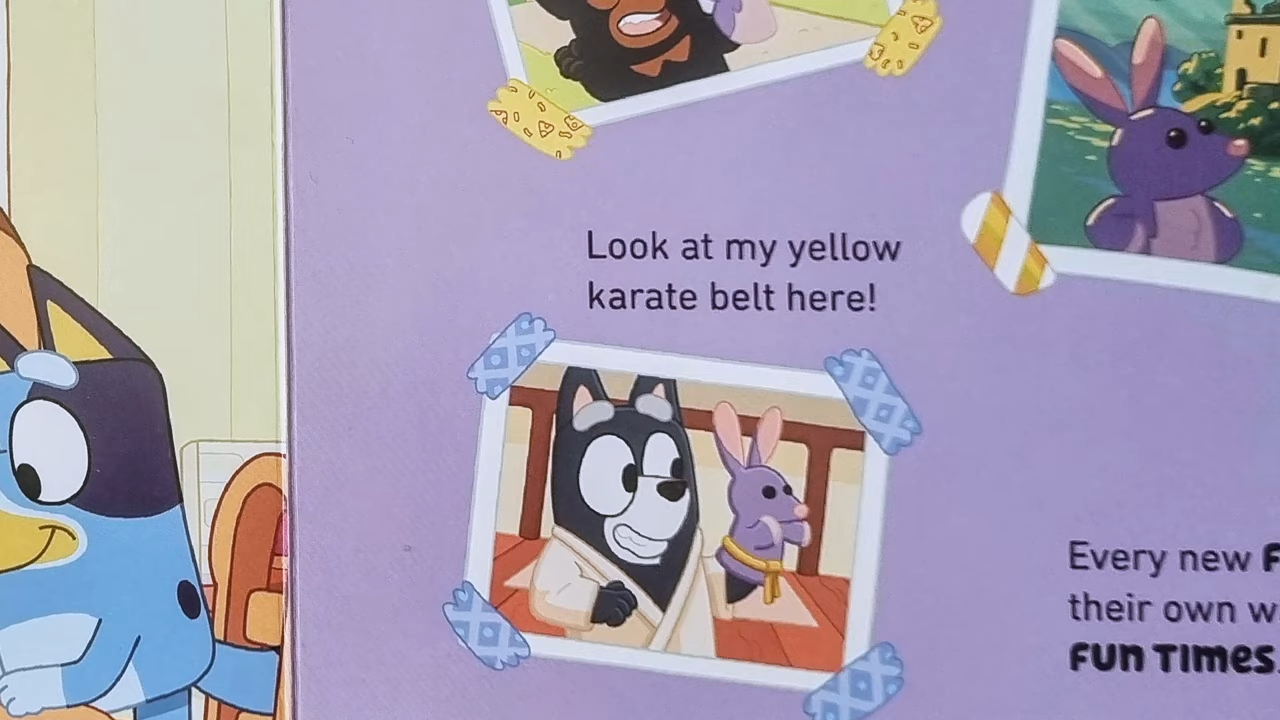 Look at my yellow
karate belt here!
Every new
their own
FUN TIMES.